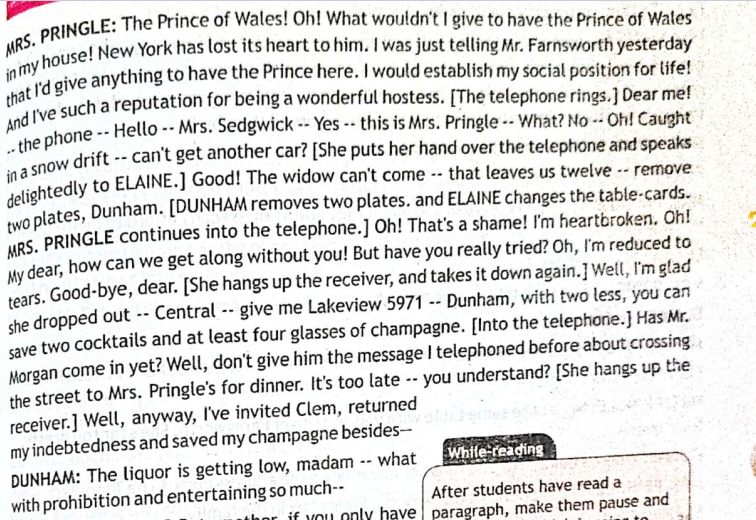 MRS. PRINGLE: The Prince of Wales! Oh! What wouldn't I give to have the Prince of Wales
in my house! New York has lost its heart to him. I was just telling Mr. Farnsworth yesterday
that I'd give anything to have the Prince here. I would establish my social position for life!
And I've such a reputation for being a wonderful hostess. [The telephone rings.] Dear me!
-- the phone -- Hello -- Mrs. Sedgwick -- Yes -- this is Mrs. Pringle -- What? No -- Oh! Caught
in a snow drift -- can't get another car? [She puts her hand over the telephone and speaks
delightedly to ELAINE.] Good! The widow can't come -- that leaves us twelve -- remove
two plates, Dunham. [DUNHAM removes two plates. and ELAINE changes the table-cards.
MRS. PRINGLE continues into the telephone.] Oh! That's a shame! I'm heartbroken. Oh!
My dear, how can we get along without you! But have you really tried? Oh, I'm reduced to
tears. Good-bye, dear. [She hangs up the receiver, and takes it down again.] Well, I'm glad
she dropped out -- Central -- give me Lakeview 5971 -- Dunham, with two less, you can
save two cocktails and at least four glasses of champagne. [Into the telephone.] Has Mr.
Morgan come in yet? Well, don't give him the message I telephoned before about crossing
the street to Mrs. Pringle's for dinner. It's too late -- you understand? [She hangs up the
receiver.] Well, anyway, I've invited Clem, returned
my indebtedness and saved my champagne besides--
DUNHAM: The liquor is getting low, madam -- what
with prohibition and entertaining so much--
if you only have
While-reading
After students have read a
paragraph, make them pause and